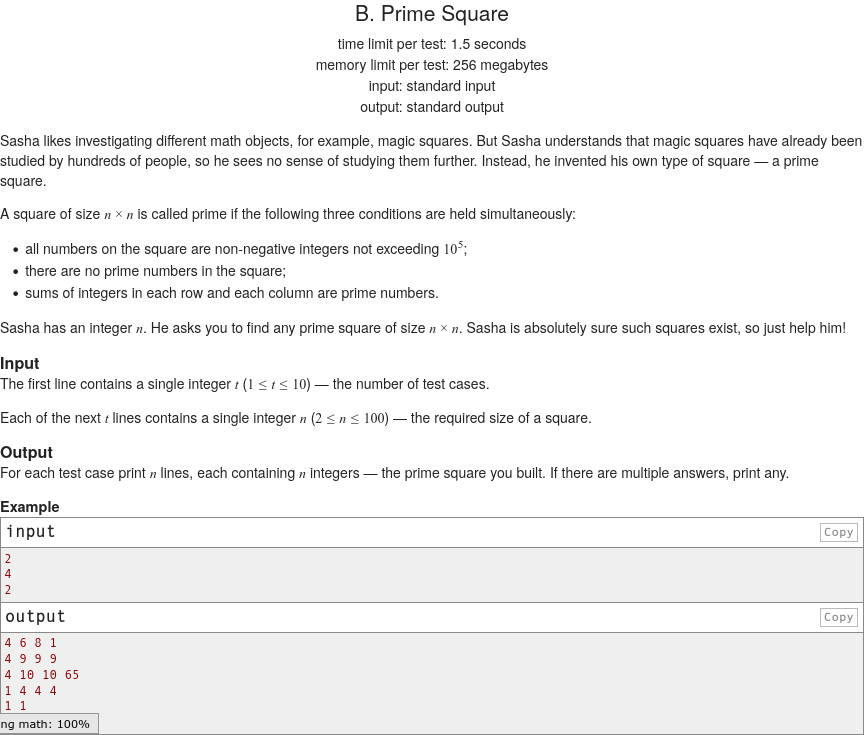 B. Prime Square
time limit per test: 1.5 seconds
memory limit per test: 256 megabytes
input: standard input
output: standard output
Sasha likes investigating different math objects, for example, magic squares. But Sasha understands that magic squares have already been
studied by hundreds of people, so he sees no sense of studying them further. Instead, he invented his own type of square — a prime
square.
A square of size n × n is called prime if the following three conditions are held simultaneously:
• all numbers on the square are non-negative integers not exceeding 10⁵;
• there are no prime numbers in the square;
• sums of integers in each row and each column are prime numbers.
Sasha has an integer n. He asks you to find any prime square of size n × n. Sasha is absolutely sure such squares exist, so just help him!
Input
The first line contains a single integer t (1 ≤ t ≤ 10) — the number of test cases.
Each of the next t lines contains a single integer n (2 ≤ n ≤ 100) — the required size of a square.
Output
For each test case print n lines, each containing n integers — the prime square you built. If there are multiple answers, print any.
Example
input
Copy
2
4
2
output
Copy
4 6 8 1
4 9 9 9
4 10 10 65
1 4 4 4
1 1
ng math: 100%